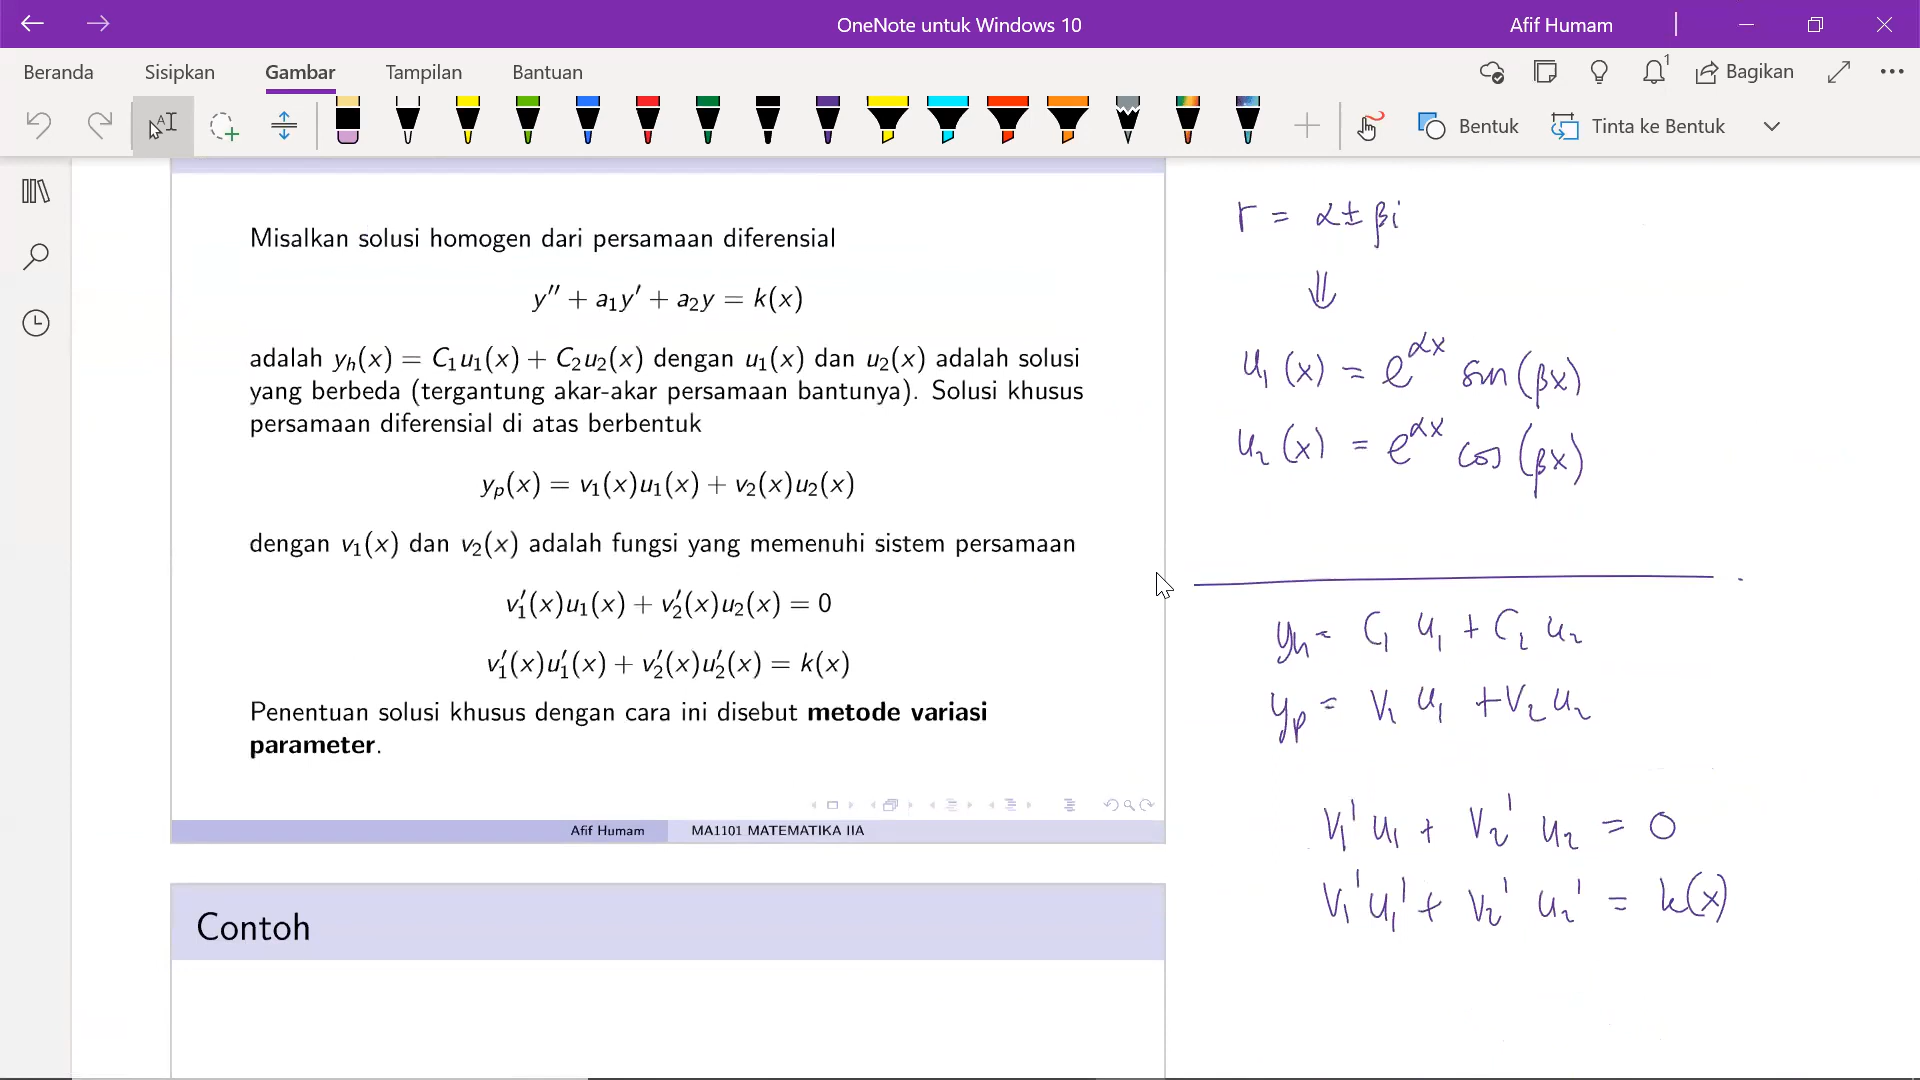 OneNote untuk Windows 10
Afif Humam
Beranda Sisipkan Gambar Tampilan Bantuan
1
Bagikan
Bentuk
Tinta ke Bentuk
Misalkan solusi homogen dari persamaan diferensial
y″ + a₁y′ + a₂y = k(x)
adalah yₕ(x) = C₁u₁(x) + C₂u₂(x) dengan u₁(x) dan u₂(x) adalah solusi
yang berbeda (tergantung akar-akar persamaan bantunya). Solusi khusus
persamaan diferensial di atas berbentuk
yₚ(x) = v₁(x)u₁(x) + v₂(x)u₂(x)
dengan v₁(x) dan v₂(x) adalah fungsi yang memenuhi sistem persamaan
v₁′(x)u₁(x) + v₂′(x)u₂(x) = 0
v₁′(x)u₁′(x) + v₂′(x)u₂′(x) = k(x)
Penentuan solusi khusus dengan cara ini disebut metode variasi
parameter.
Afif Humam
MA1101 MATEMATIKA IIA
Contoh
r = α ± βi
⇓
u₁(x) = e^αx sin(βx)
u₂(x) = e^αx cos(βx)
yₕ = C₁ u₁ + C₂ u₂
yₚ = V₁ u₁ + V₂ u₂
V₁' u₁ + V₂' u₂ = 0
V₁' u₁' + V₂' u₂' = k(x)